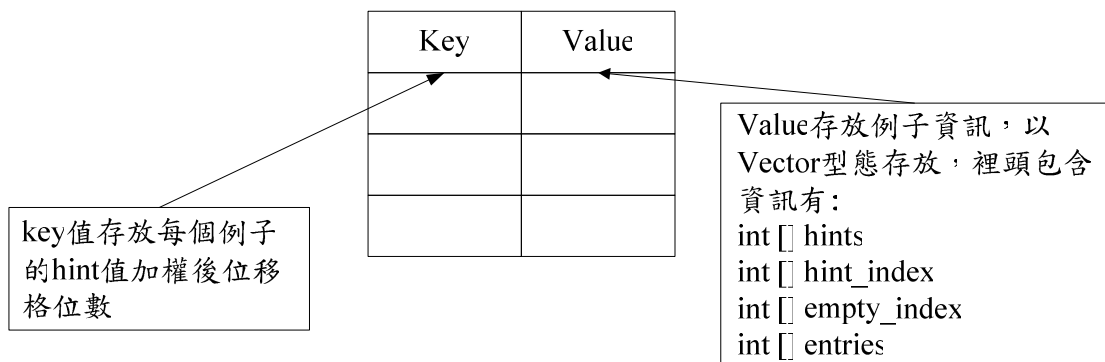 Key
Value
key值存放每個例子
的hint值加權後位移
格位數
Value存放例子資訊，以
Vector型態存放，裡頭包含
資訊有:
int [] hints
int [] hint_index
int [] empty_index
int [] entries